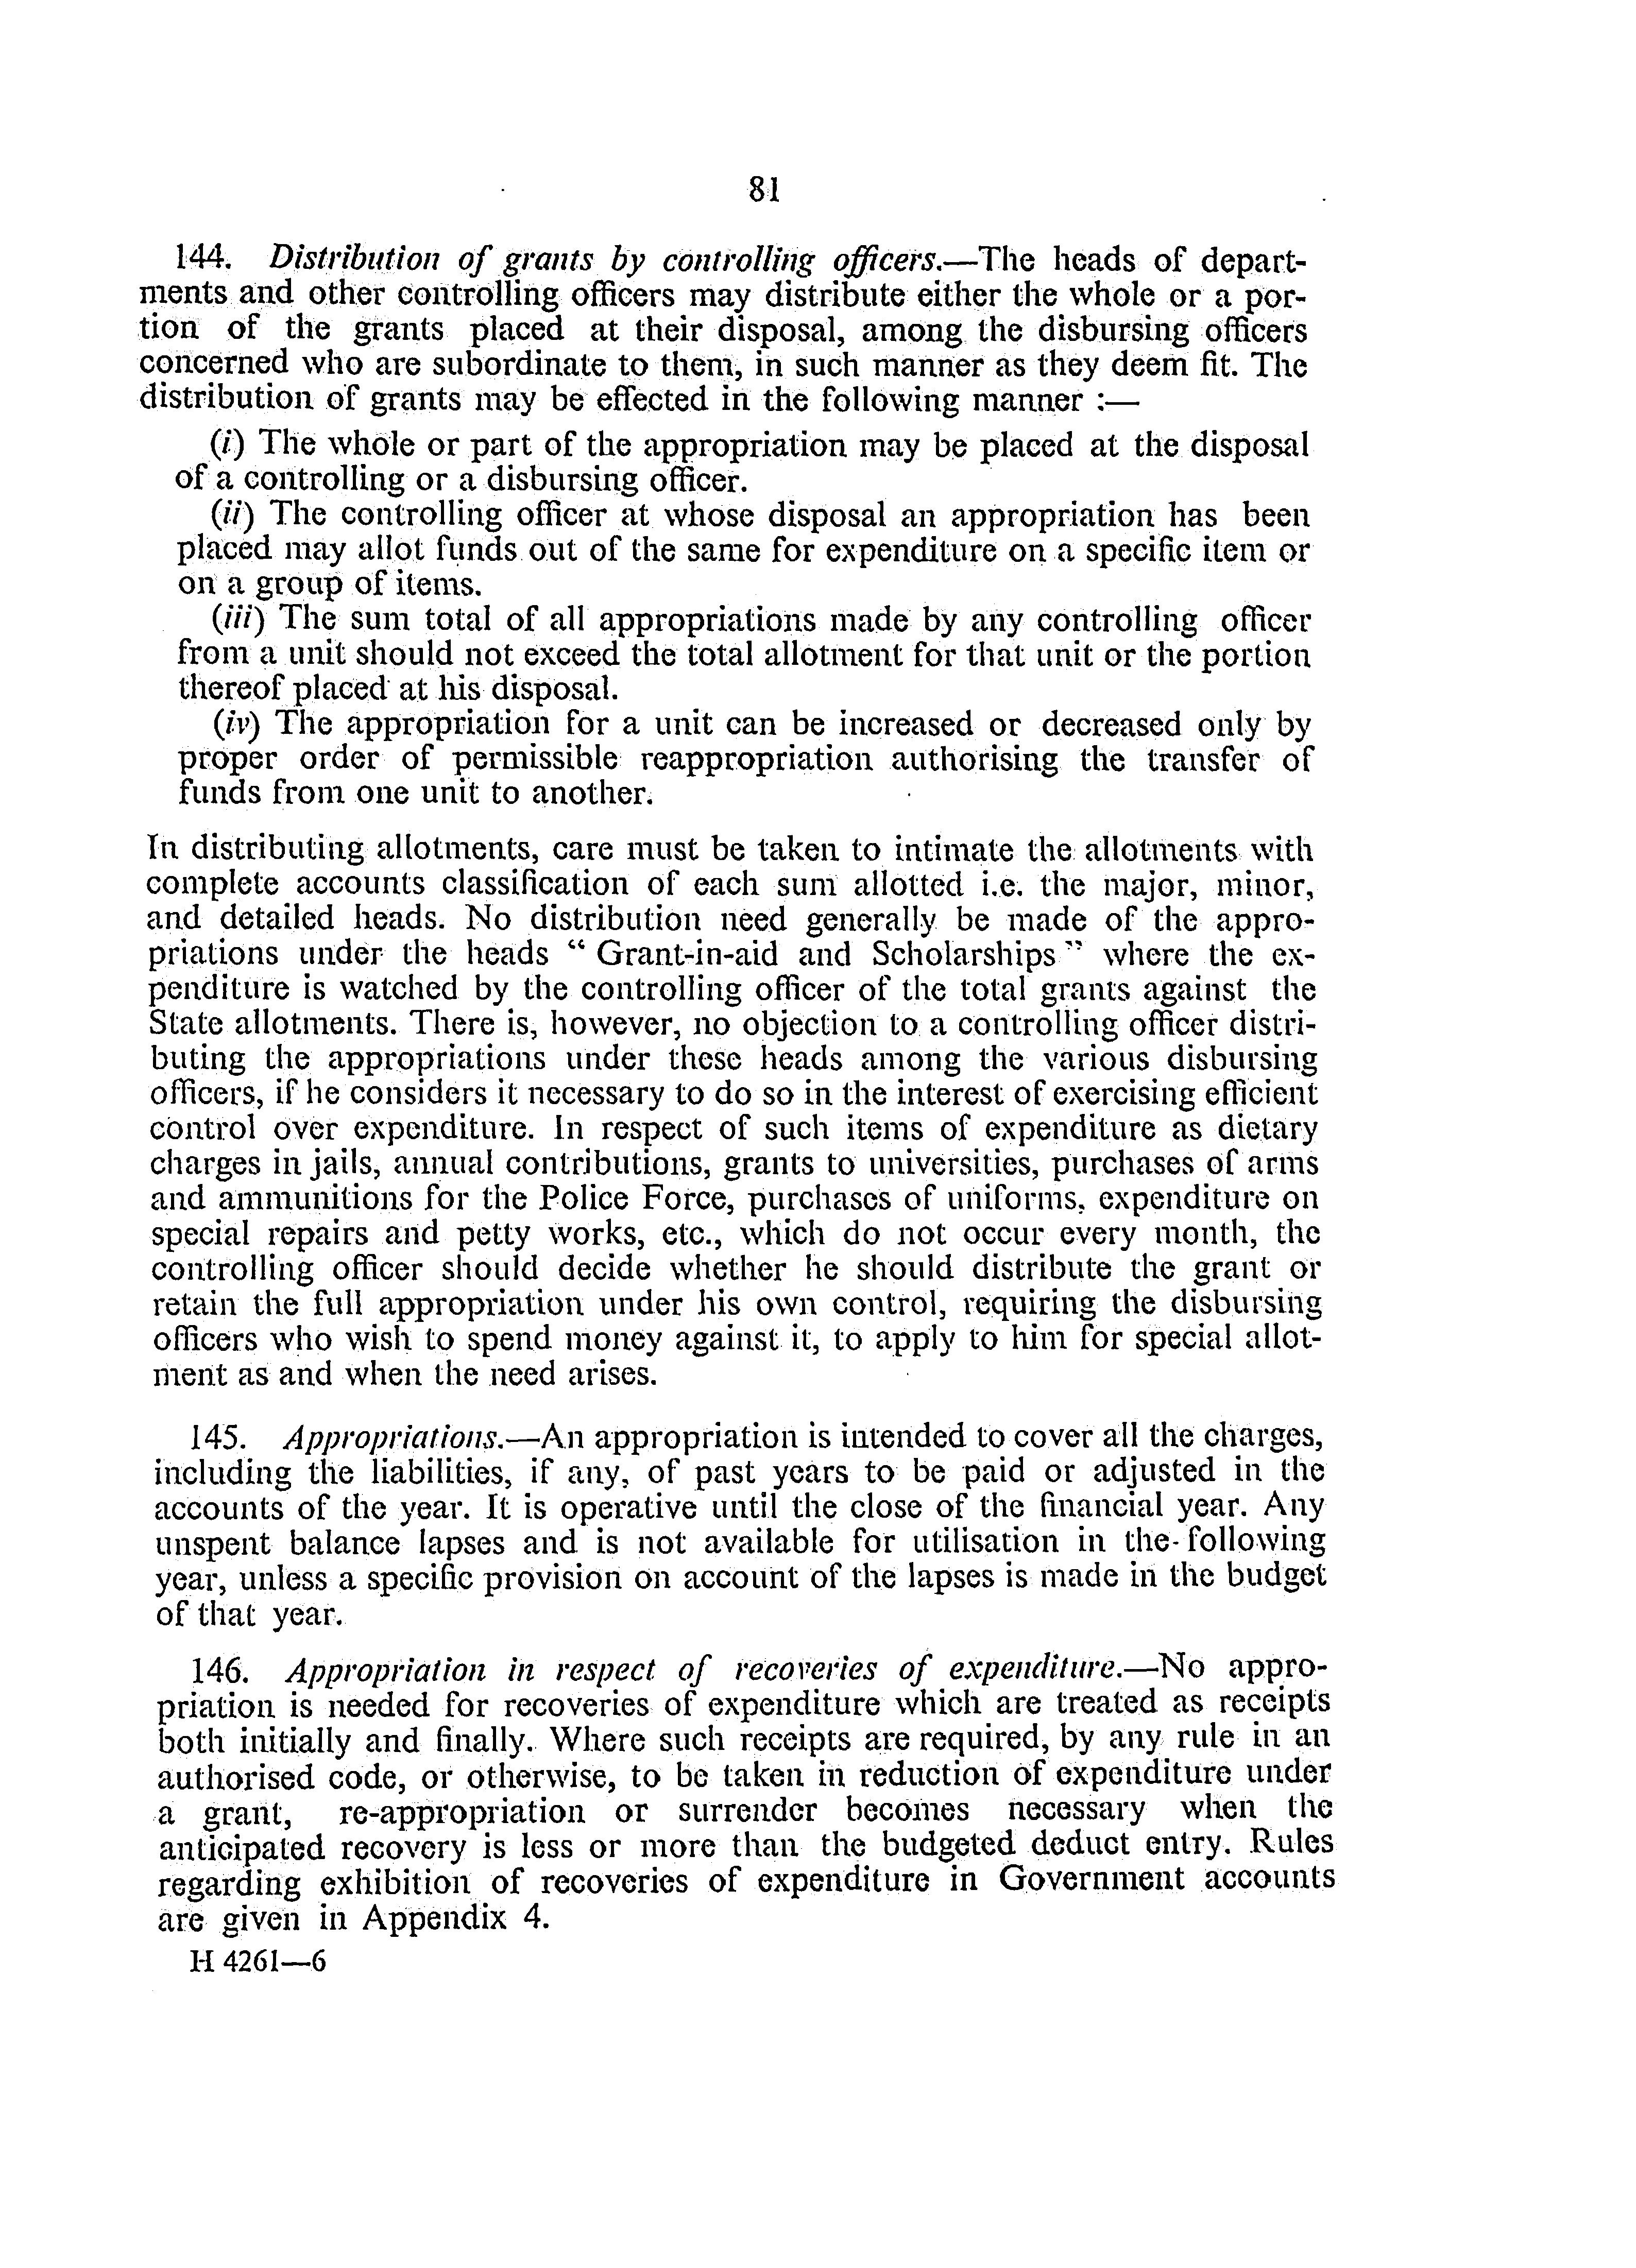 81
144. Distribution of grants by controlling officers.—The heads of depart-
ments and other controlling officers may distribute either the whole or a por-
tion of the grants placed at their disposal, among the disbursing officers
concerned who are subordinate to them, in such manner as they deem fit. The
distribution of grants may be effected in the following manner :—
(i) The whole or part of the appropriation may be placed at the disposal
of a controlling or a disbursing officer.
(ii) The controlling officer at whose disposal an appropriation has been
placed may allot funds out of the same for expenditure on a specific item or
on a group of items.
(iii) The sum total of all appropriations made by any controlling officer
from a unit should not exceed the total allotment for that unit or the portion
thereof placed at his disposal.
(iv) The appropriation for a unit can be increased or decreased only by
proper order of permissible reappropriation authorising the transfer of
funds from one unit to another.
In distributing allotments, care must be taken to intimate the allotments with
complete accounts classification of each sum allotted i.e. the major, minor,
and detailed heads. No distribution need generally be made of the appro-
priations under the heads “ Grant-in-aid and Scholarships ” where the ex-
penditure is watched by the controlling officer of the total grants against the
State allotments. There is, however, no objection to a controlling officer distri-
buting the appropriations under these heads among the various disbursing
officers, if he considers it necessary to do so in the interest of exercising efficient
control over expenditure. In respect of such items of expenditure as dietary
charges in jails, annual contributions, grants to universities, purchases of arms
and ammunitions for the Police Force, purchases of uniforms, expenditure on
special repairs and petty works, etc., which do not occur every month, the
controlling officer should decide whether he should distribute the grant or
retain the full appropriation under his own control, requiring the disbursing
officers who wish to spend money against it, to apply to him for special allot-
ment as and when the need arises.
145. Appropriations.—An appropriation is intended to cover all the charges,
including the liabilities, if any, of past years to be paid or adjusted in the
accounts of the year. It is operative until the close of the financial year. Any
unspent balance lapses and is not available for utilisation in the following
year, unless a specific provision on account of the lapses is made in the budget
of that year.
146. Appropriation in respect of recoveries of expenditure.—No appro-
priation is needed for recoveries of expenditure which are treated as receipts
both initially and finally. Where such receipts are required, by any rule in an
authorised code, or otherwise, to be taken in reduction of expenditure under
a grant, re-appropriation or surrender becomes necessary when the
anticipated recovery is less or more than the budgeted deduct entry. Rules
regarding exhibition of recoveries of expenditure in Government accounts
are given in Appendix 4.
H 4261—6